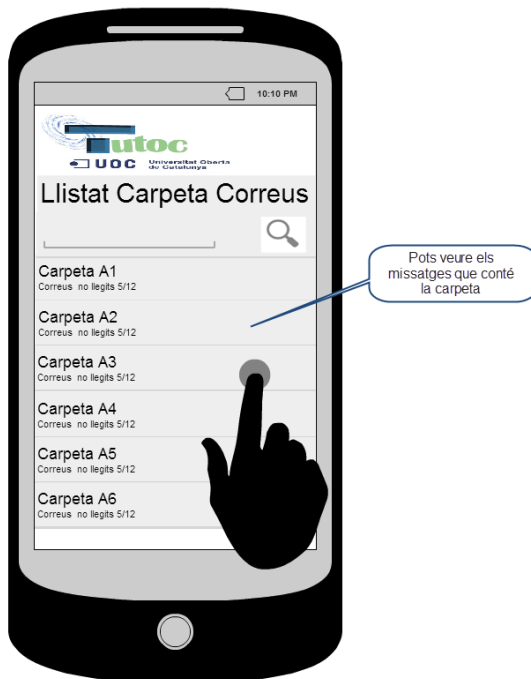 10:10 PM
Tutoc
UOC Universitat Oberta
de Catalunya
Llistat Carpeta Correus
Carpeta A1
Correus no llegits 5/12
Carpeta A2
Correus no llegits 5/12
Carpeta A3
Correus no llegits 5/12
Carpeta A4
Correus no llegits 5/12
Carpeta A5
Correus no llegits 5/12
Carpeta A6
Correus no llegits 5/12
Pots veure els
missatges que conté
la carpeta